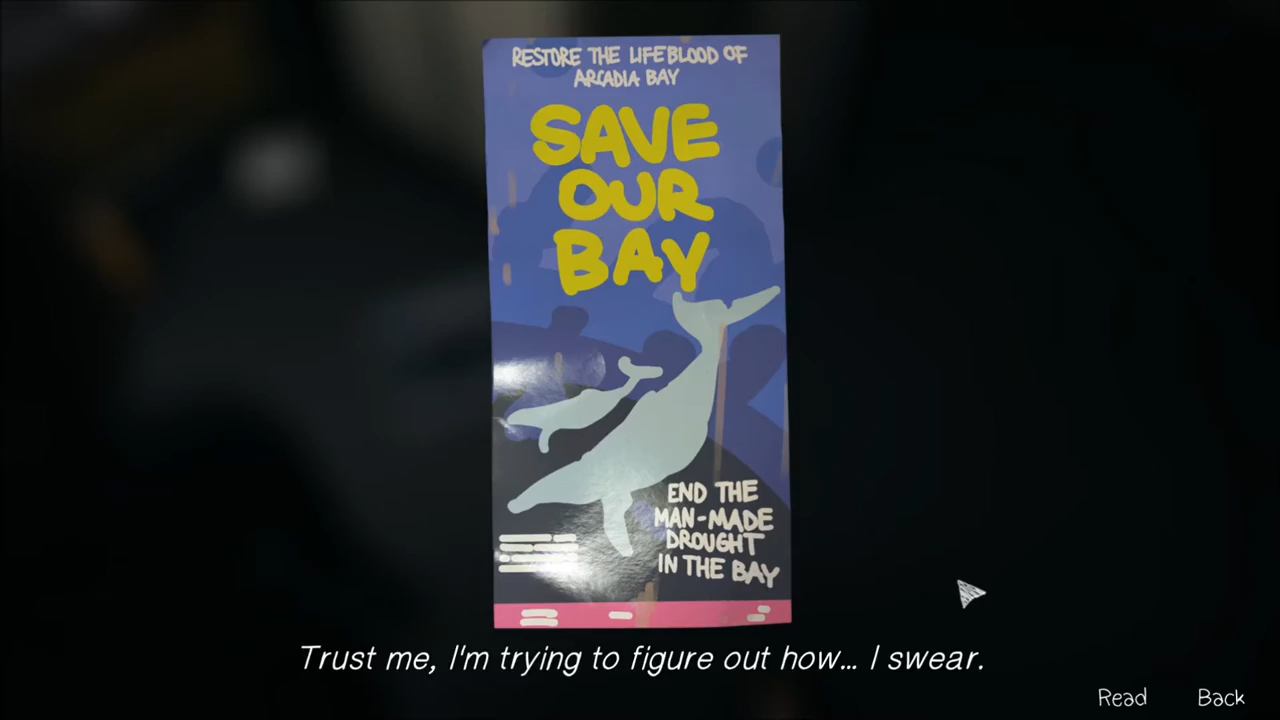 RESTORE THE LIFEBLOOD OF
ARCADIA BAY
SAVE
OUR
BAY
END THE
MAN-MADE
DROUGHT
IN THE BAY
Trust me, I'm trying to figure out how... I swear.
Read Back